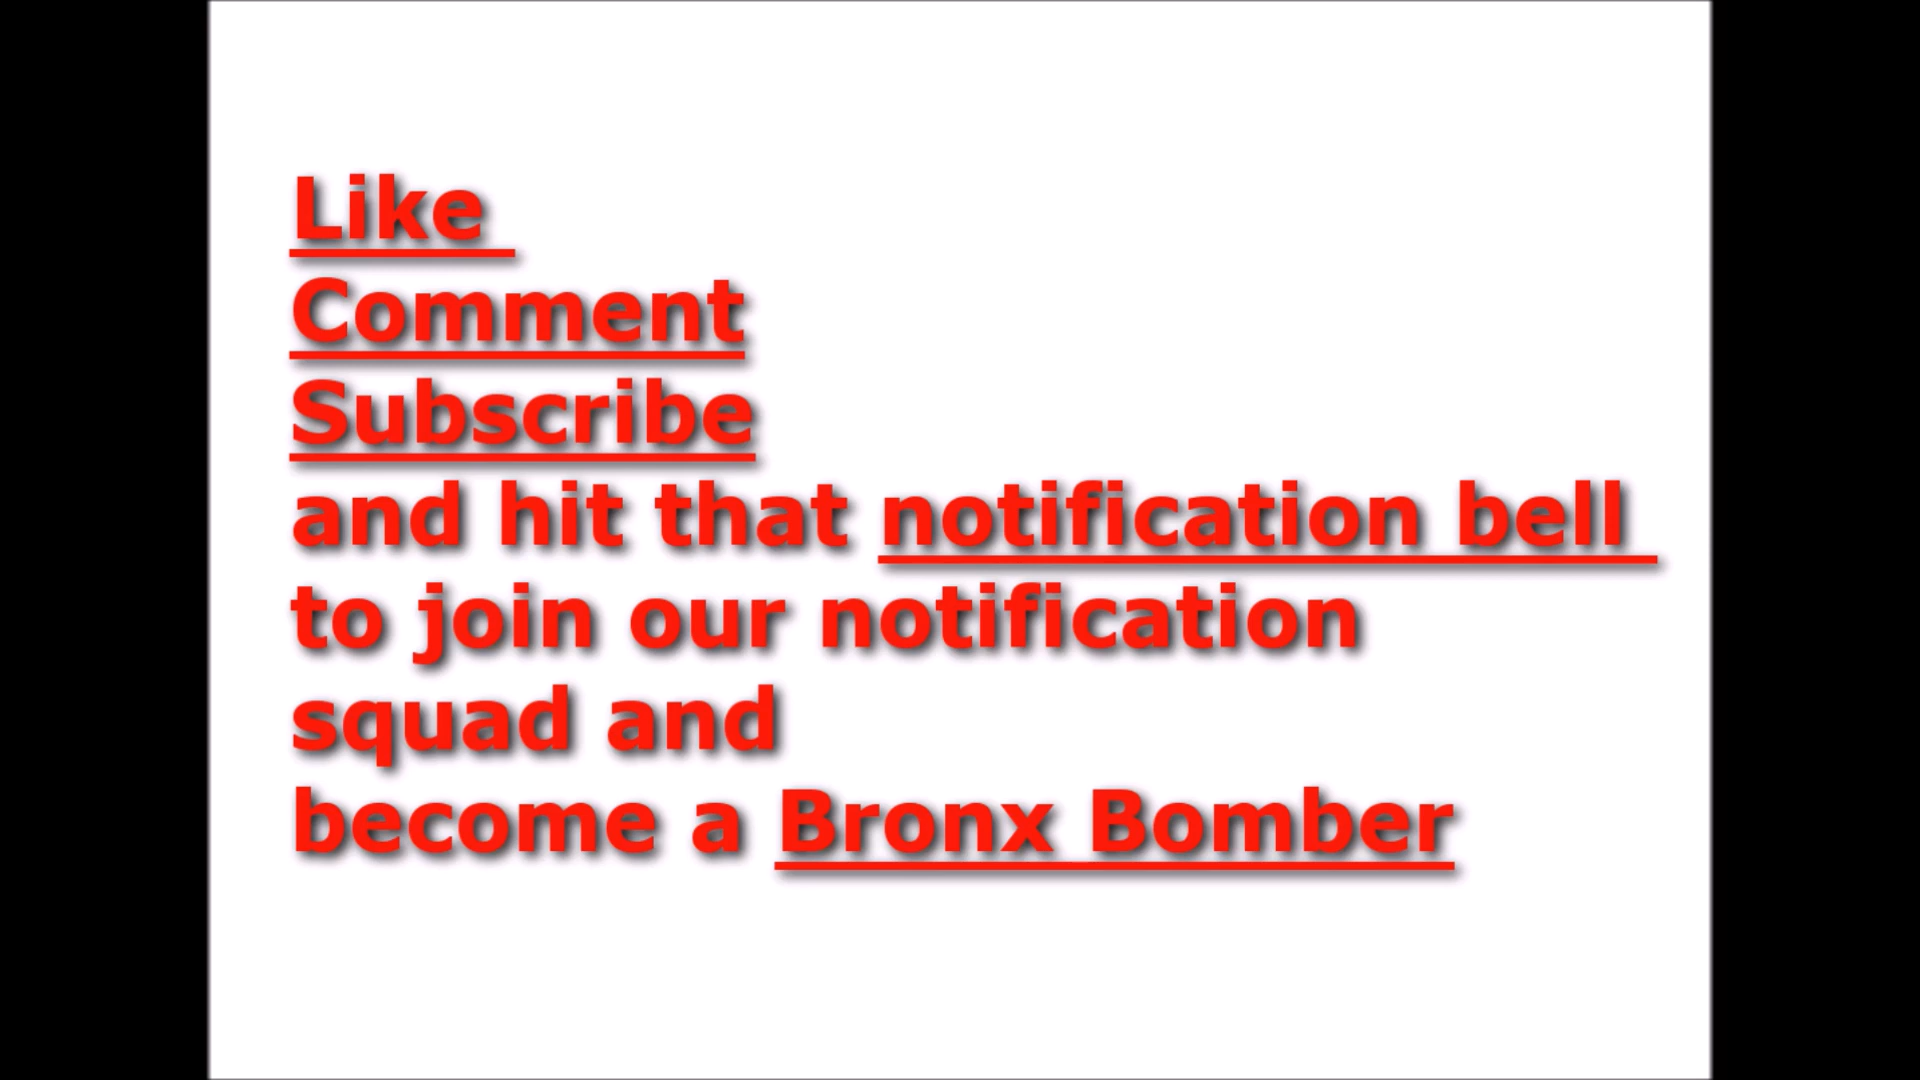 Like
Comment
Subscribe
and hit that notification bell
to join our notification
squad and
become a Bronx Bomber